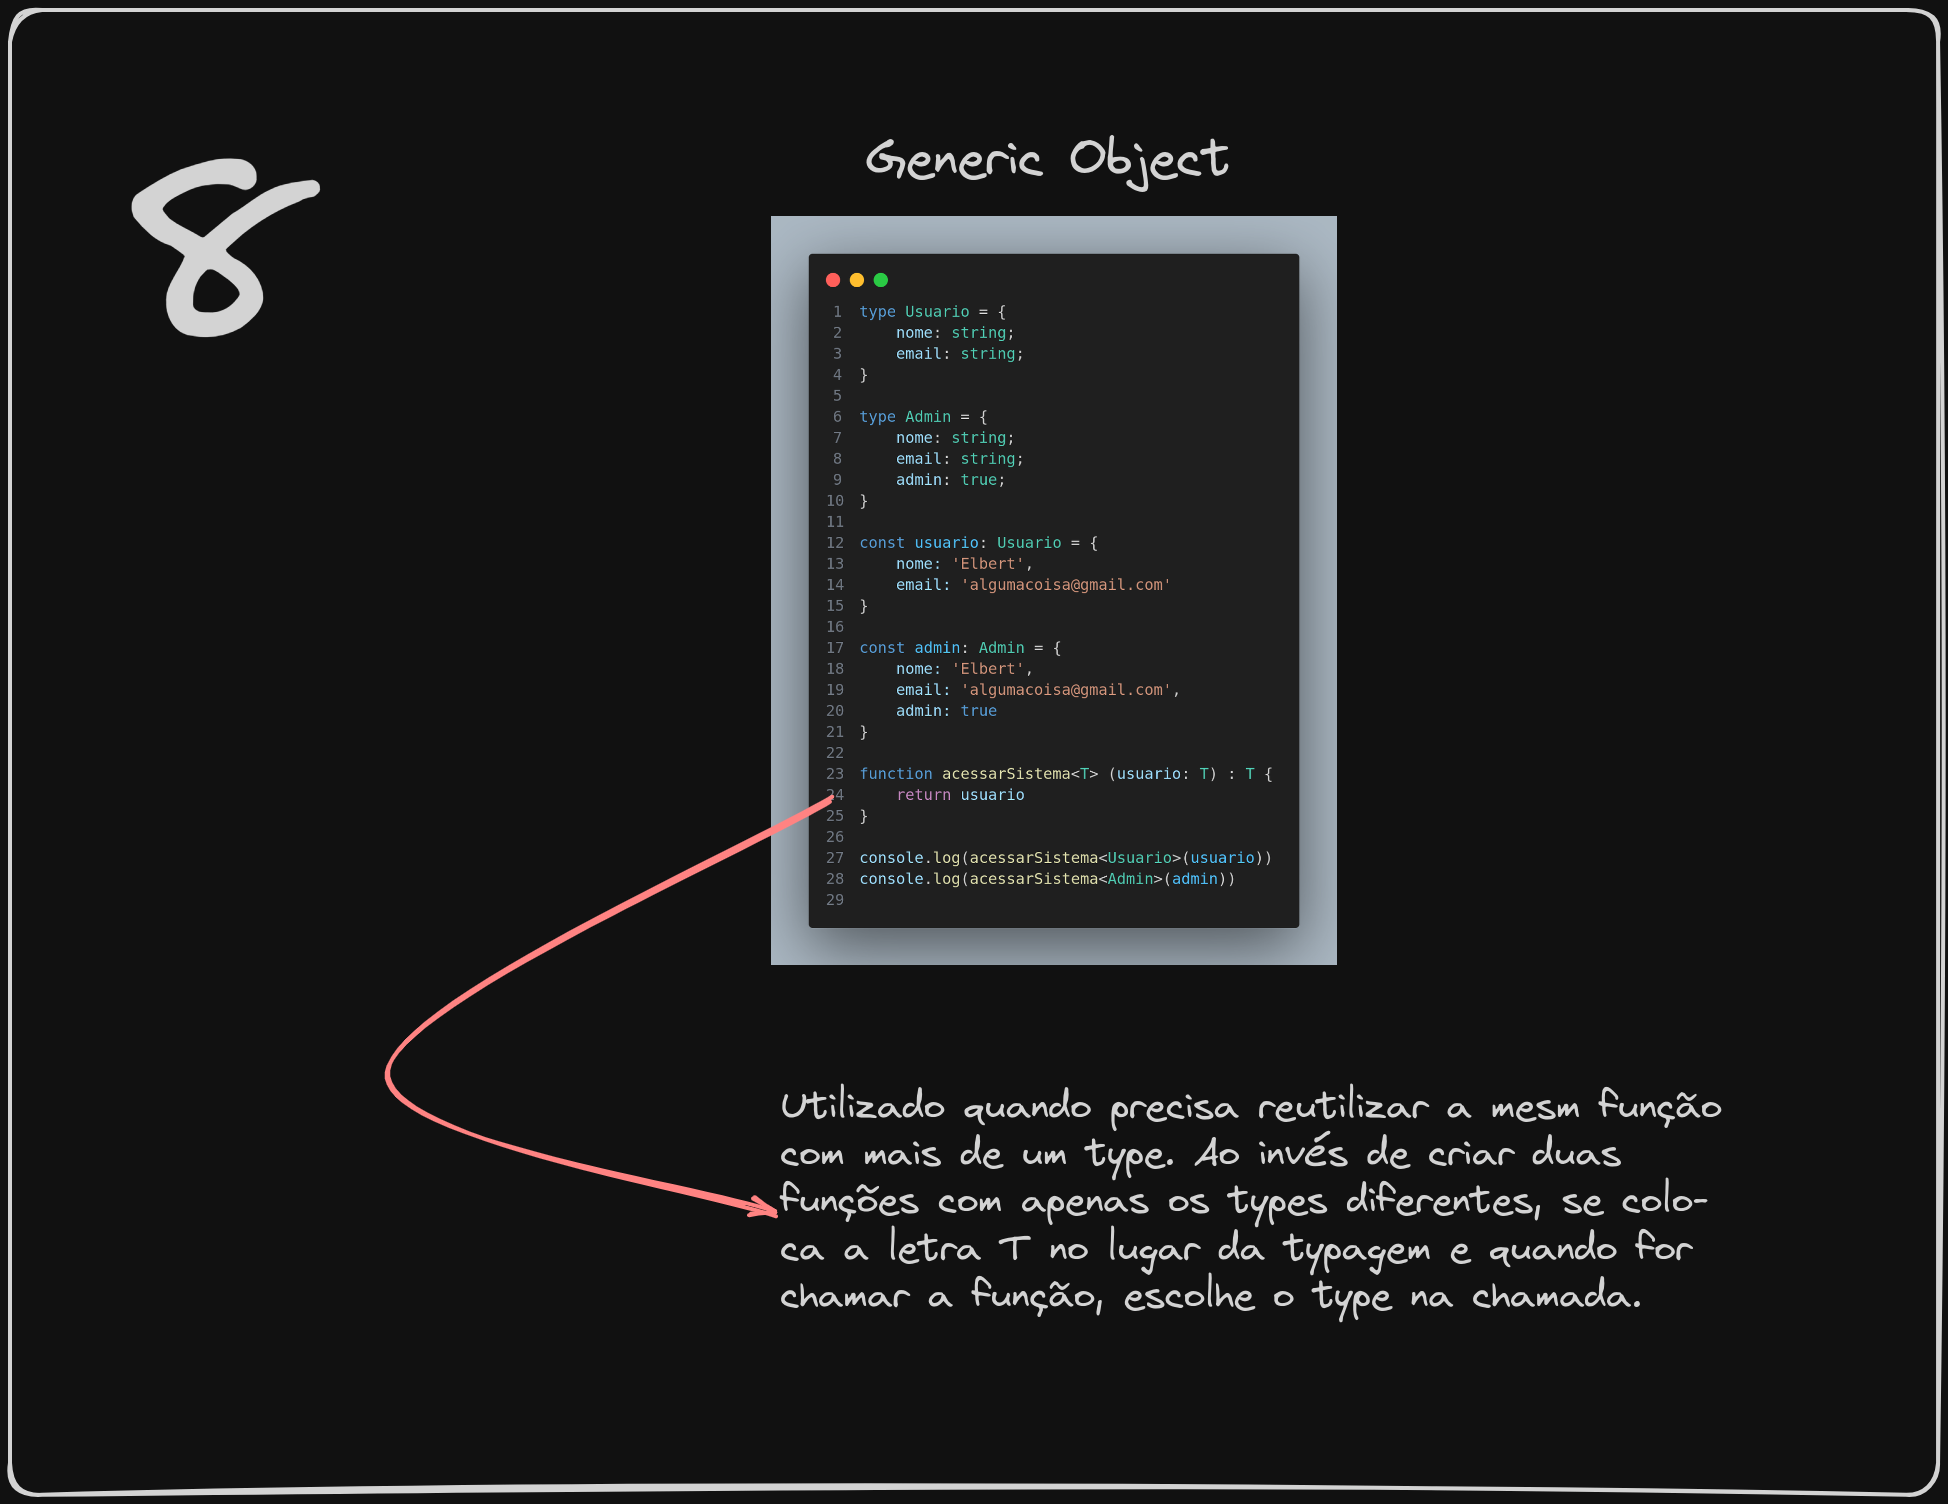 8
Generic Object
1 type Usuario = {
2     nome: string;
3     email: string;
4 }
5
6 type Admin = {
7     nome: string;
8     email: string;
9     admin: true;
10 }
11
12 const usuario: Usuario = {
13     nome: 'Elbert',
14     email: 'algumacoisa@gmail.com'
15 }
16
17 const admin: Admin = {
18     nome: 'Elbert',
19     email: 'algumacoisa@gmail.com',
20     admin: true
21 }
22
23 function acessarSistema<T> (usuario: T) : T {
24     return usuario
25 }
26
27 console.log(acessarSistema<Usuario>(usuario))
28 console.log(acessarSistema<Admin>(admin))
29
Utilizado quando precisa reutilizar a mesm função
com mais de um type. Ao invés de criar duas
funções com apenas os types diferentes, se colo-
ca a letra T no lugar da typagem e quando for
chamar a função, escolhe o type na chamada.